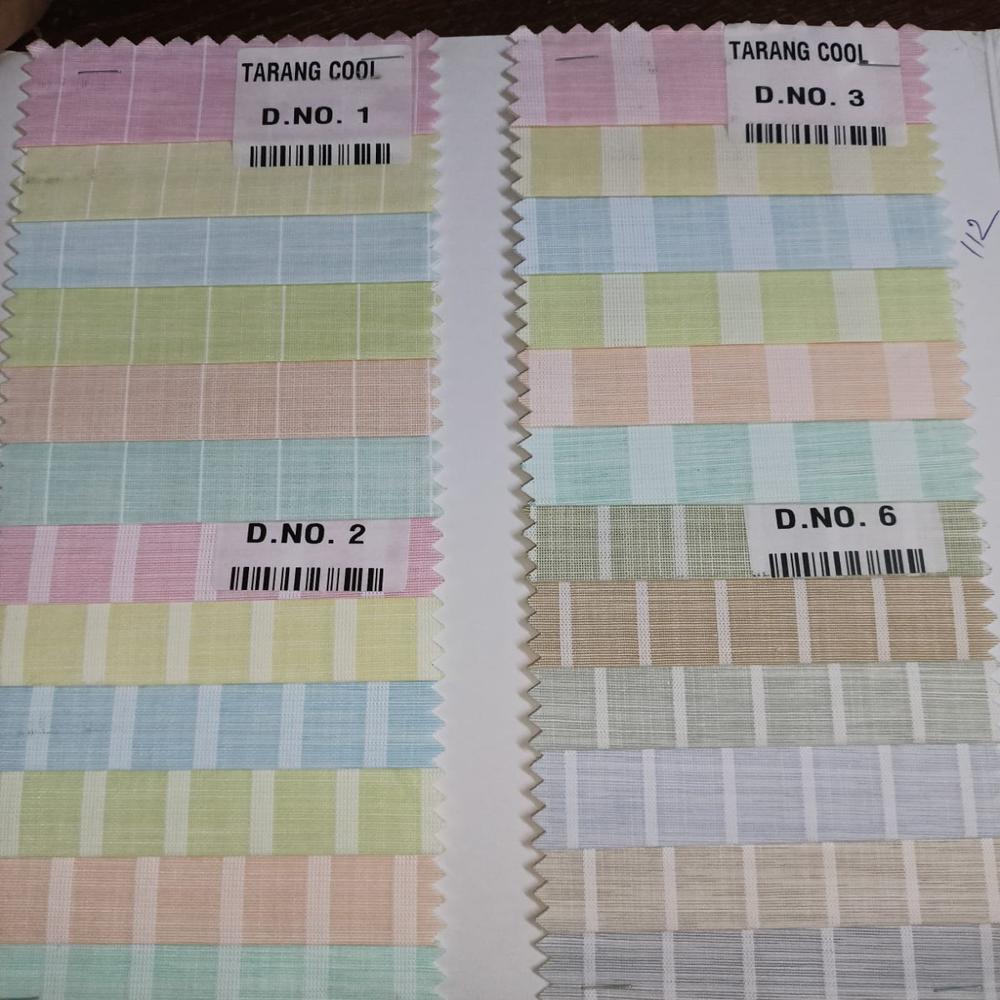 TARANG COOL
D.NO. 1
D.NO. 2
TARANG COOL
D.NO. 3
112
D.NO. 6